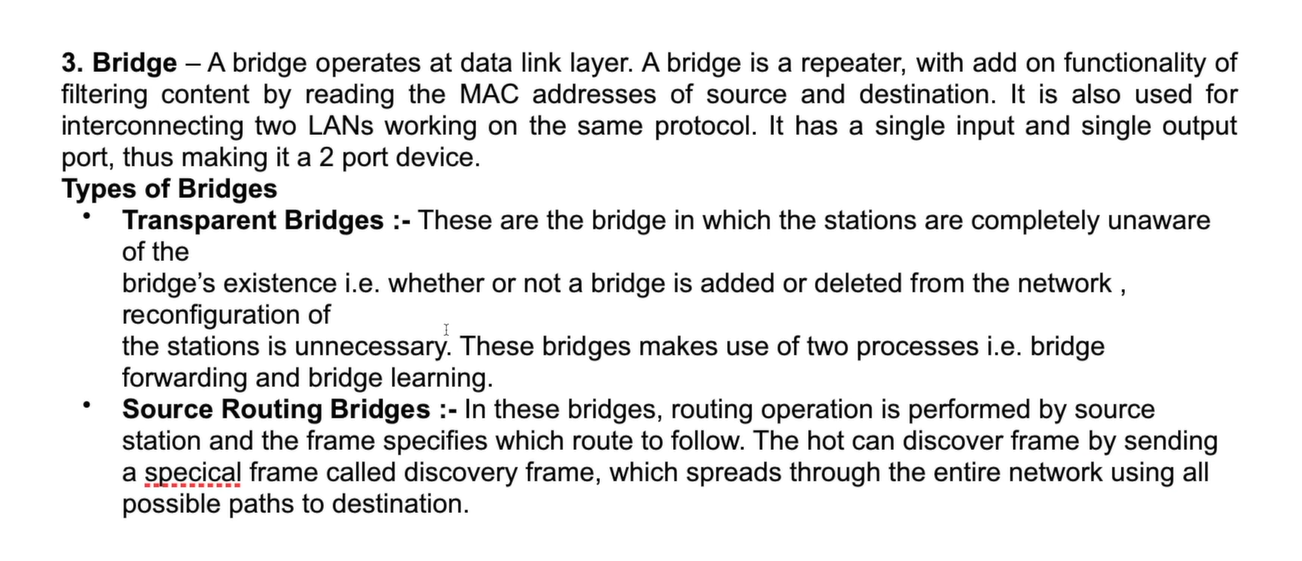 3. Bridge – A bridge operates at data link layer. A bridge is a repeater, with add on functionality of
filtering content by reading the MAC addresses of source and destination. It is also used for
interconnecting two LANs working on the same protocol. It has a single input and single output
port, thus making it a 2 port device.
Types of Bridges
• Transparent Bridges :- These are the bridge in which the stations are completely unaware
of the
bridge’s existence i.e. whether or not a bridge is added or deleted from the network ,
reconfiguration of
the stations is unnecessary. These bridges makes use of two processes i.e. bridge
forwarding and bridge learning.
• Source Routing Bridges :- In these bridges, routing operation is performed by source
station and the frame specifies which route to follow. The hot can discover frame by sending
a specical frame called discovery frame, which spreads through the entire network using all
possible paths to destination.